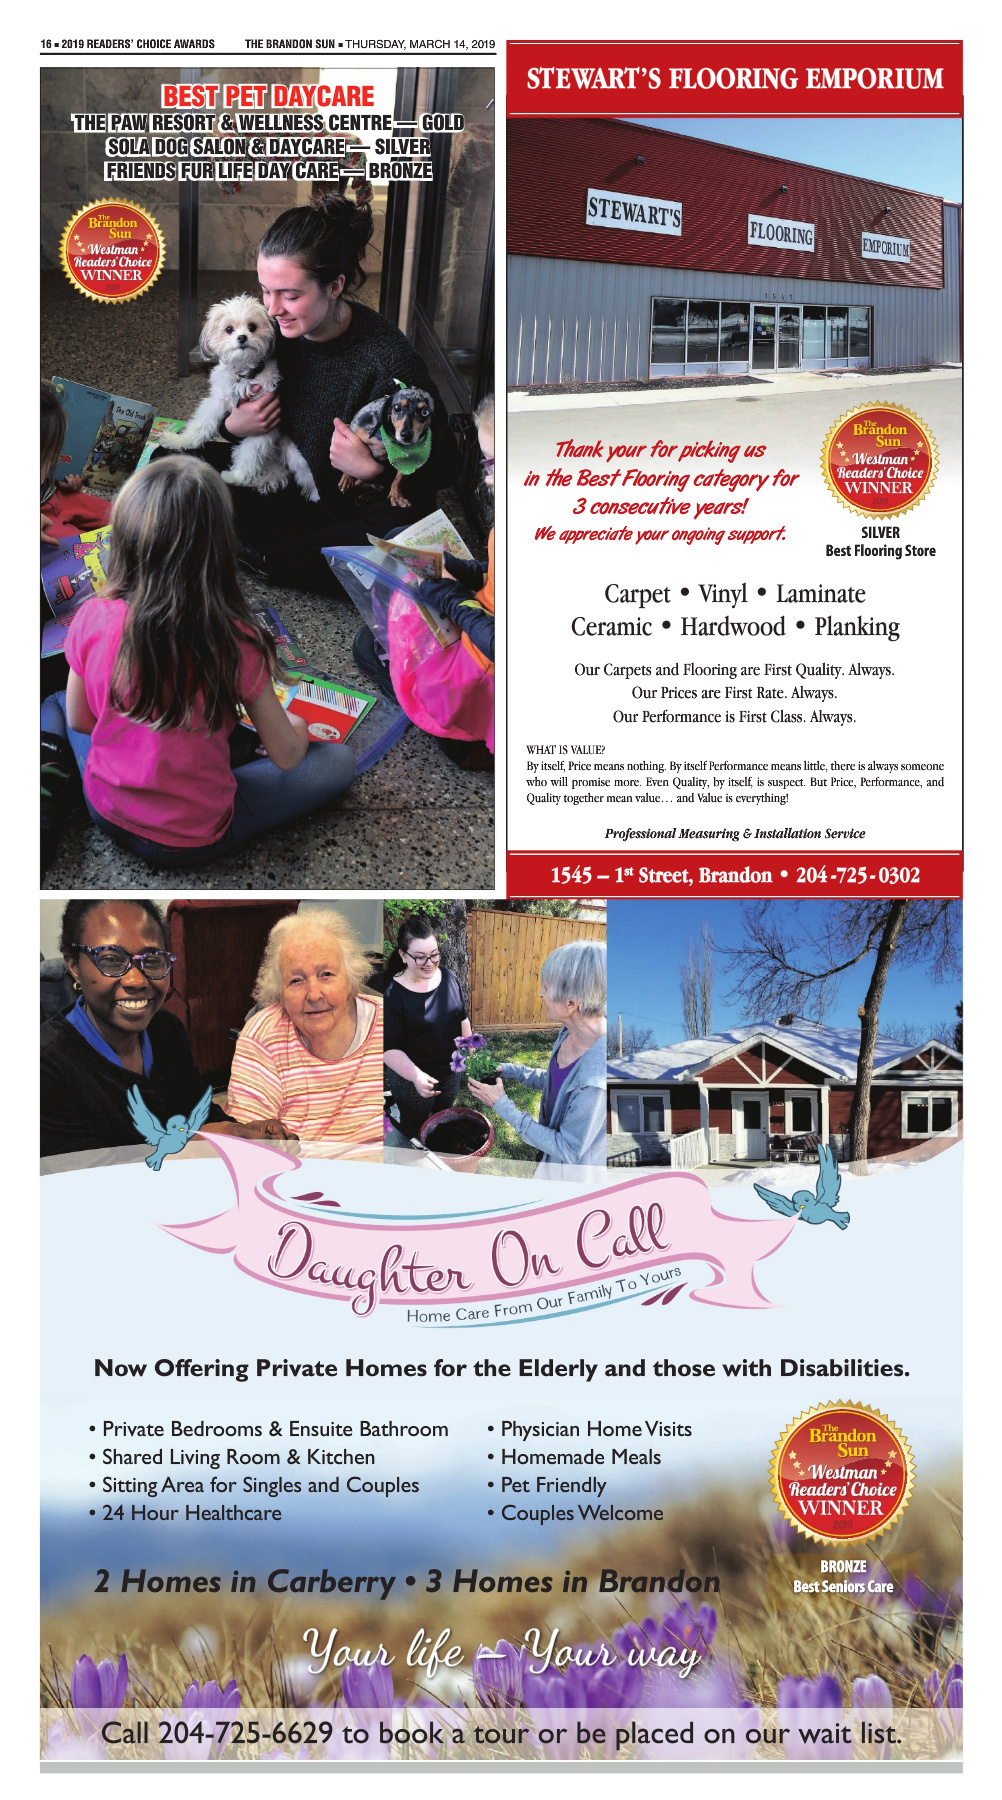 16 ▪ 2019 READERS' CHOICE AWARDS THE BRANDON SUN ▪ THURSDAY, MARCH 14, 2019
BEST PET DAYCARE
THE PAW RESORT & WELLNESS CENTRE — GOLD
SOLA DOG SALON & DAYCARE — SILVER
FRIENDS FUR LIFE DAY CARE — BRONZE
The
Brandon
Sun
Westman
Readers' Choice
WINNER
2019
The Old Truck
STEWART'S FLOORING EMPORIUM
STEWART'S
FLOORING
EMPORIUM
1545
Thank your for picking us
in the Best Flooring category for
3 consecutive years!
We appreciate your ongoing support.
The
Brandon
Sun
Westman
Readers' Choice
WINNER
2019
SILVER
Best Flooring Store
Carpet • Vinyl • Laminate
Ceramic • Hardwood • Planking
Our Carpets and Flooring are First Quality. Always.
Our Prices are First Rate. Always.
Our Performance is First Class. Always.
WHAT IS VALUE?
By itself, Price means nothing. By itself Performance means little, there is always someone
who will promise more. Even Quality, by itself, is suspect. But Price, Performance, and
Quality together mean value… and Value is everything!
Professional Measuring & Installation Service
1545 – 1st Street, Brandon • 204-725-0302
Daughter On Call
Home Care From Our Family To Yours
Now Offering Private Homes for the Elderly and those with Disabilities.
• Private Bedrooms & Ensuite Bathroom
• Shared Living Room & Kitchen
• Sitting Area for Singles and Couples
• 24 Hour Healthcare
• Physician Home Visits
• Homemade Meals
• Pet Friendly
• Couples Welcome
The
Brandon
Sun
Westman
Readers' Choice
WINNER
2019
BRONZE
Best Seniors Care
2 Homes in Carberry • 3 Homes in Brandon
Your life – Your way
Call 204-725-6629 to book a tour or be placed on our wait list.